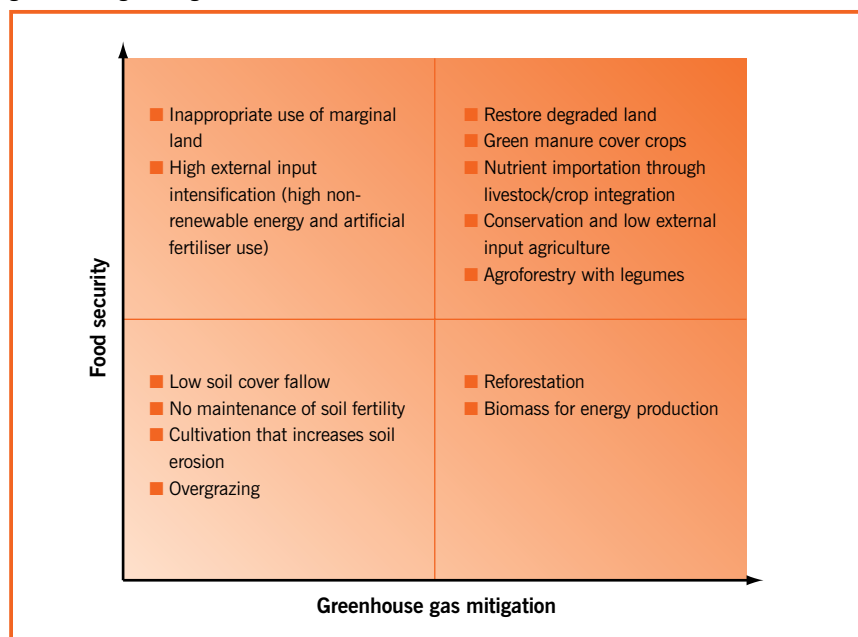 Inappropriate use of marginal
land
High external input
intensification (high non-
renewable energy and artificial
fertiliser use)
Restore degraded land
Green manure cover crops
Nutrient importation through
livestock/crop integration
Conservation and low external
input agriculture
Agroforestry with legumes
Food security
Low soil cover fallow
No maintenance of soil fertility
Cultivation that increases soil
erosion
Overgrazing
Reforestation
Biomass for energy production
Greenhouse gas mitigation